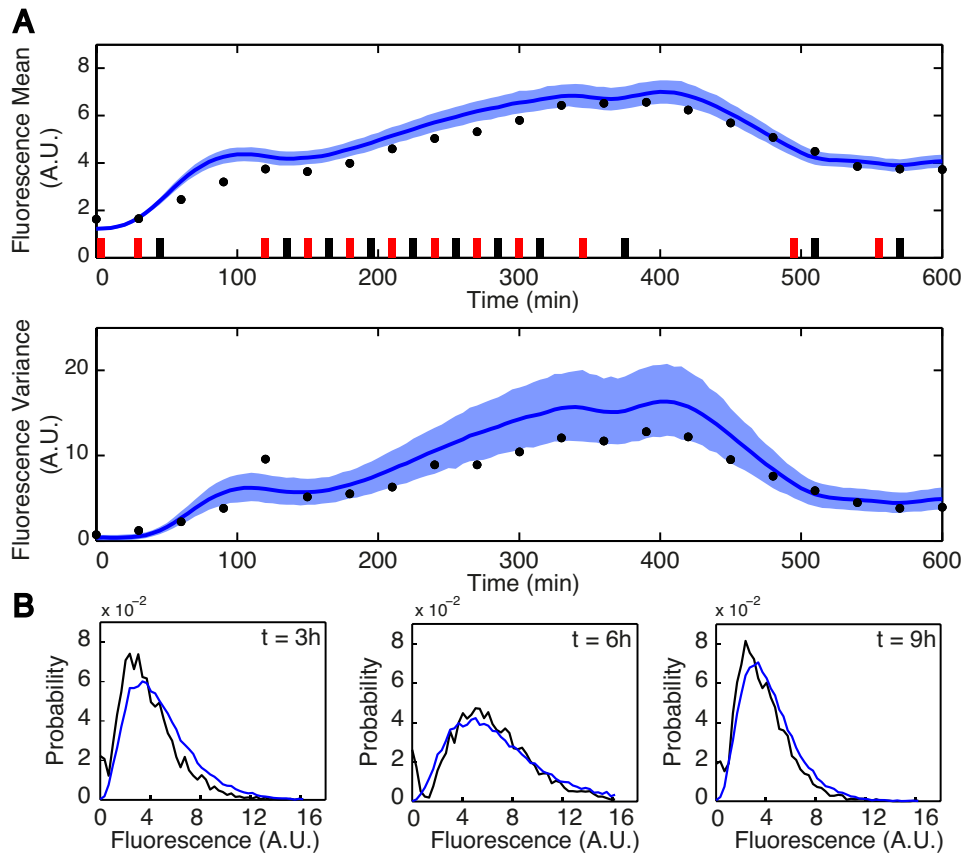 A
Fluorescence Mean
(A.U.)
8
6
4
2
0
0 100 200 300 400 500 600
Time (min)
Fluorescence Variance
(A.U.)
20
10
0
0 100 200 300 400 500 600
Time (min)
B
x 10⁻²
t = 3h
Probability
8
6
4
2
0
0 4 8 12 16
Fluorescence (A.U.)
x 10⁻²
t = 6h
Probability
8
6
4
2
0
0 4 8 12 16
Fluorescence (A.U.)
x 10⁻²
t = 9h
Probability
8
6
4
2
0
0 4 8 12 16
Fluorescence (A.U.)